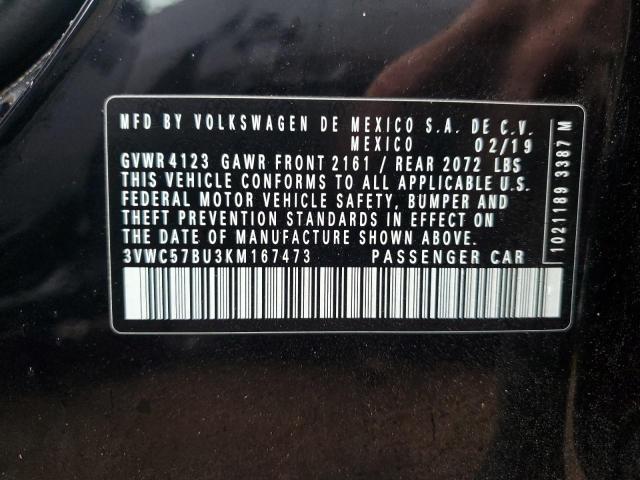 MFD BY VOLKSWAGEN DE MEXICO S.A. DE C.V.
MEXICO 02/19
GVWR 4123 GAWR FRONT 2161 / REAR 2072 LBS
THIS VEHICLE CONFORMS TO ALL APPLICABLE U.S.
FEDERAL MOTOR VEHICLE SAFETY, BUMPER AND
THEFT PREVENTION STANDARDS IN EFFECT ON
THE DATE OF MANUFACTURE SHOWN ABOVE.
3VWC57BU3KM167473 PASSENGER CAR
1021189 3387 M